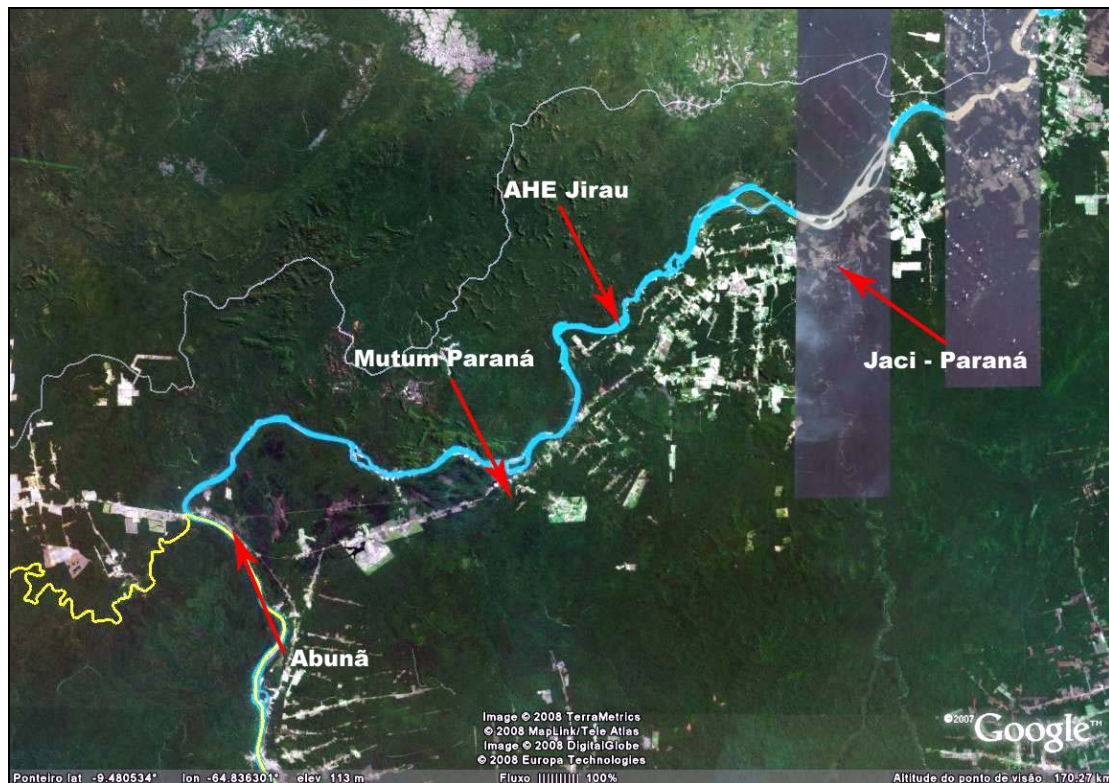 AHE Jirau
Mutum Paraná
Jaci - Paraná
Abunã
Image © 2008 TerraMetrics
© 2008 MapLink/Tele Atlas
Image © 2008 DigitalGlobe
© 2008 Europa Technologies
©2007 Google™
Ponteiro lat -9.480534° lon -64.836301° elev 113 m Fluxo |||||||||| 100% Altitude do ponto de visão 170.27 km